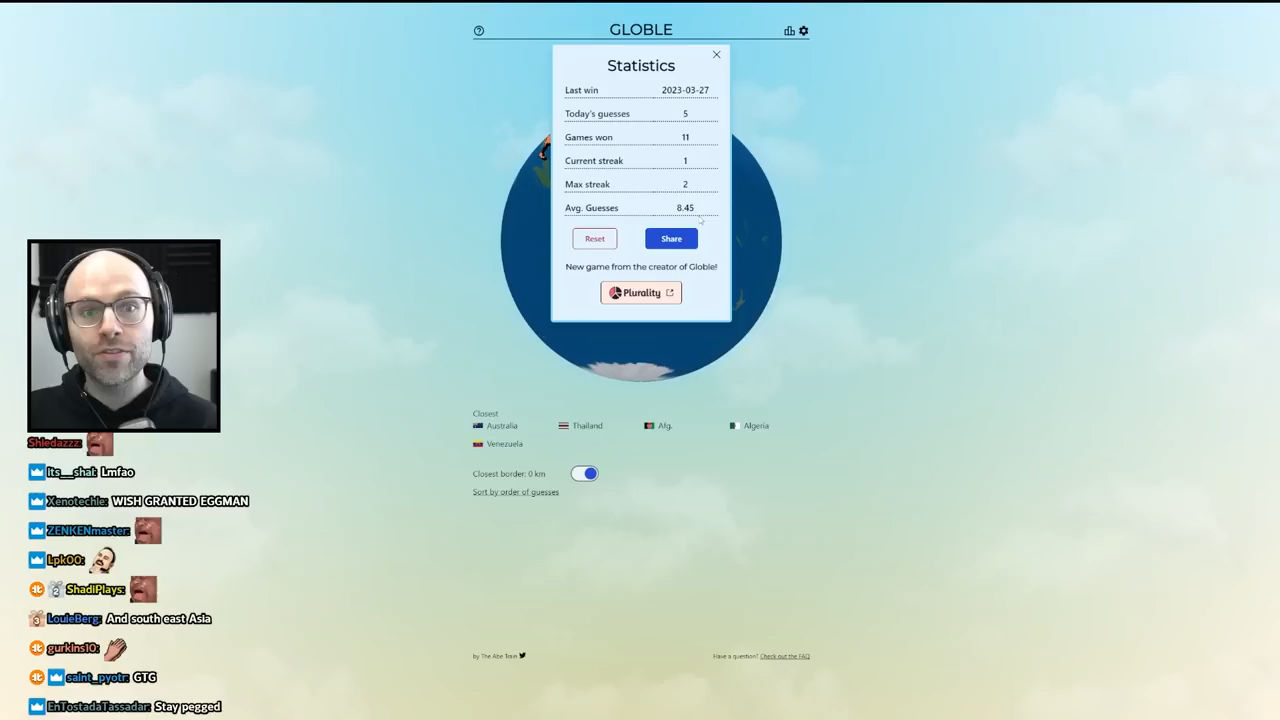 GLOBLE
Statistics
Last win 2023-03-27
Today's guesses 5
Games won 11
Current streak 1
Max streak 2
Avg. Guesses 8.45
Reset Share
New game from the creator of Globle!
Plurality
Closest
Australia Thailand Afg. Algeria
Venezuela
Closest border: 0 km
Sort by order of guesses
by The Abe Train Have a question? Check out the FAQ
Shiedazzz:
Its__shal: Lmfao
Xenotechle: WISH GRANTED EGGMAN
ZENKENmaster:
Lpk00:
2 ShadiPlays:
3 LouieBerg: And south east Asia
gurkins10:
saint_pyotr: GTG
EnTostadaTassadar: Stay pegged